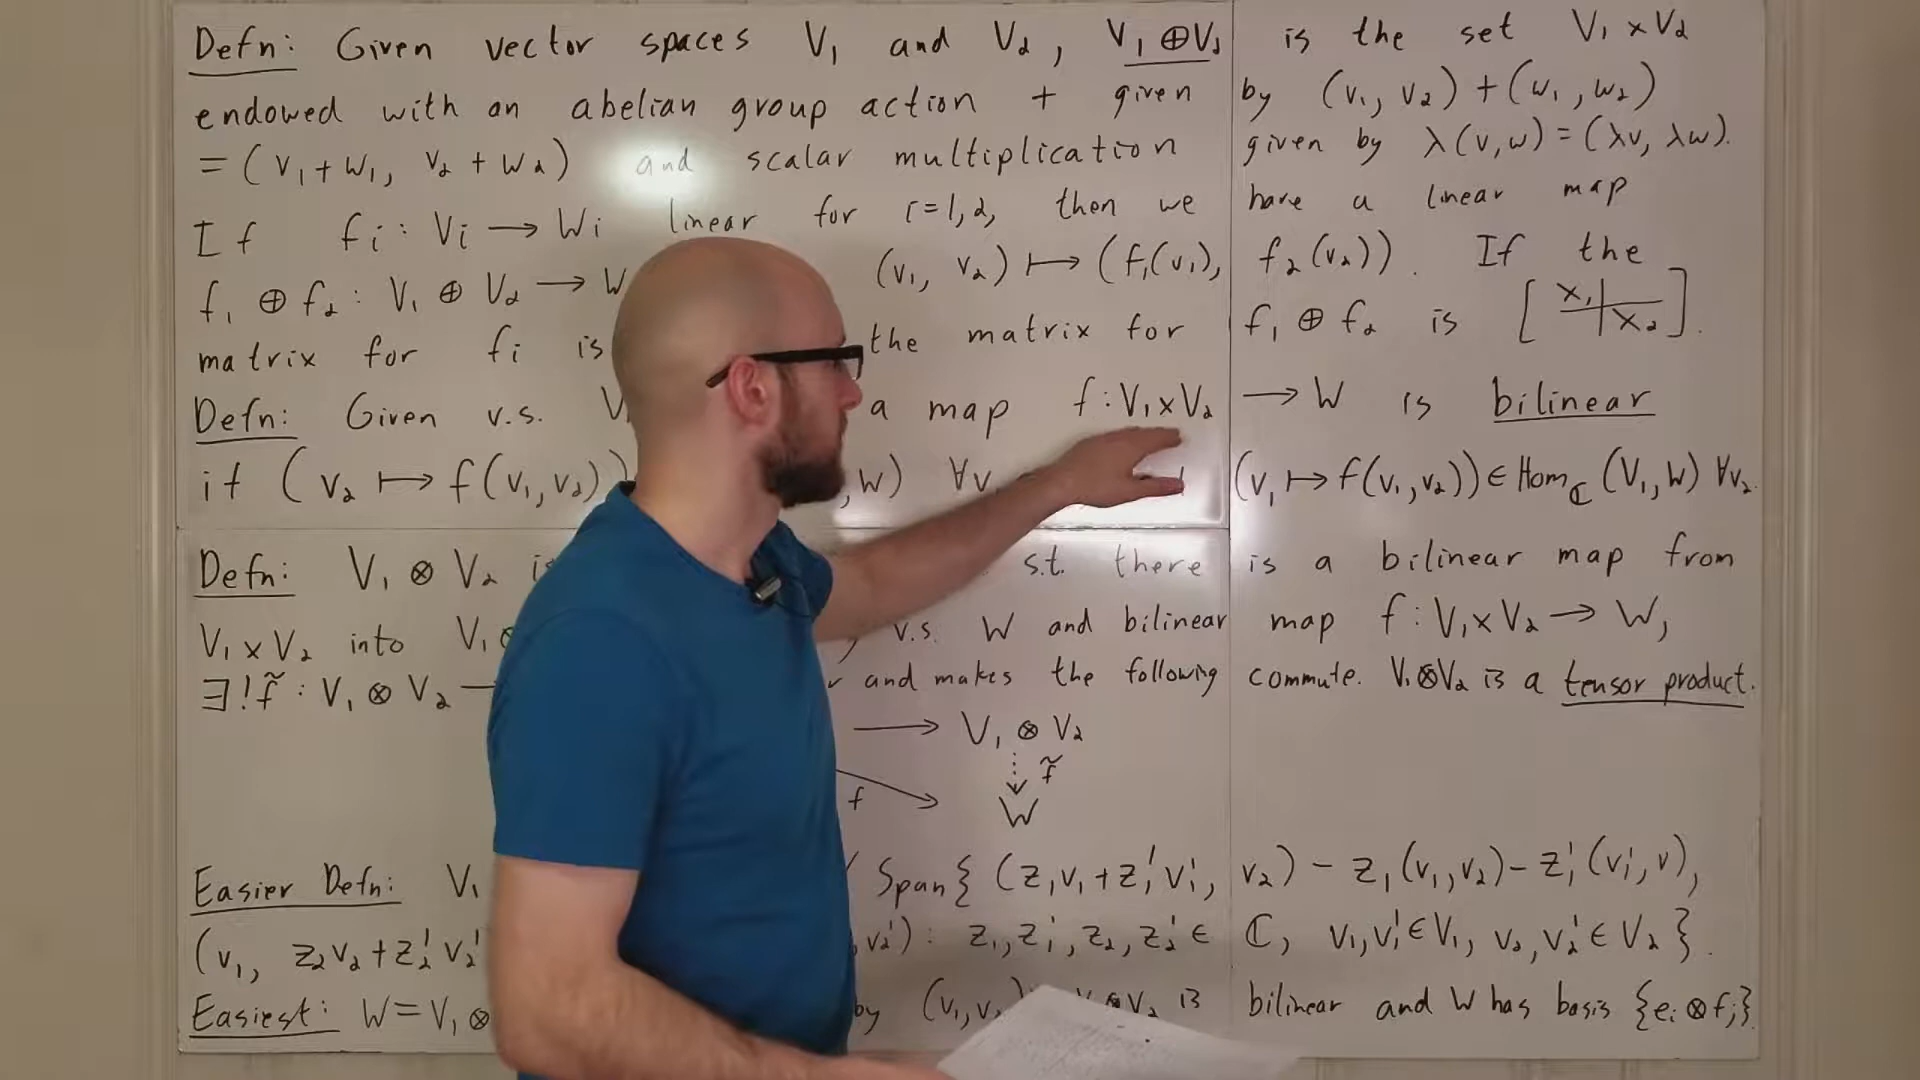 Defn: Given vector spaces V₁ and V₂, V₁ ⊕ V₂ is the set V₁ × V₂
endowed with an abelian group action + given by (v₁, v₂) + (w₁, w₂)
= (v₁ + w₁, v₂ + w₂) and scalar multiplication given by λ(v, w) = (λv, λw).
If fi : Vi → Wi linear for i = 1, 2, then we have a linear map
f₁ ⊕ f₂ : V₁ ⊕ V₂ → W (v₁, v₂) ↦ (f₁(v₁), f₂(v₂)). If the
matrix for fi is the matrix for f₁ ⊕ f₂ is [x₁ | x₂].
Defn: Given v.s. V a map f : V₁ × V₂ → W is bilinear
if (v₂ ↦ f(v₁, v₂)) , W) ∀v (v₁ ↦ f(v₁, v₂)) ∈ Hom_ℂ (V₁, W) ∀v₂.
Defn: V₁ ⊗ V₂ is s.t. there is a bilinear map from
V₁ × V₂ into V₁ ⊗ v.s. W and bilinear map f : V₁ × V₂ → W,
∃! f̃ : V₁ ⊗ V₂ → and makes the following commute. V₁ ⊗ V₂ is a tensor product.
→ V₁ ⊗ V₂
f̃
f
W
Easier Defn: V₁ / Span{ (z₁v₁ + z₁'v₁', v₂) − z₁(v₁, v₂) − z₁'(v₁', v),
(v₁, z₂v₂ + z₂'v₂' , v₂') : z₁, z₁', z₂, z₂' ∈ ℂ, v₁, v₁' ∈ V₁, v₂, v₂' ∈ V₂ }.
Easiest: W = V₁ ⊗ by (v₁, v₂) ⊗ v₂ is bilinear and W has basis {eᵢ ⊗ fⱼ}.